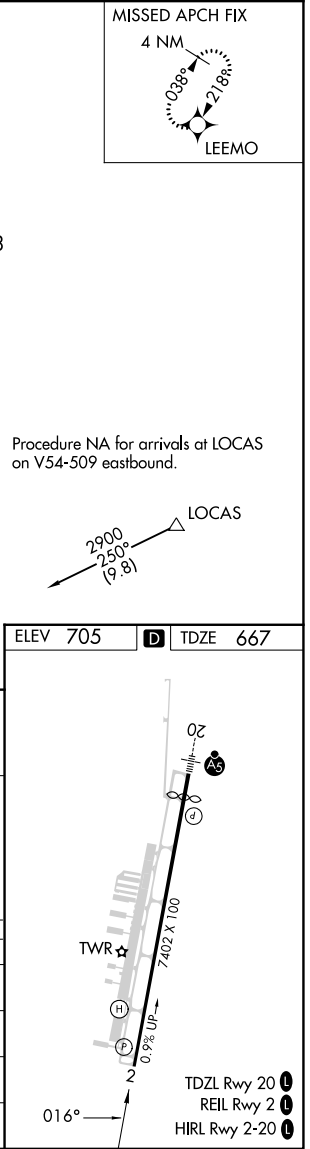 MISSED APCH FIX
4 NM
038°
218°
LEEMO
3
Procedure NA for arrivals at LOCAS
on V54-509 eastbound.
LOCAS
2900
250°
(9.8)
ELEV 705 D TDZE 667
20
A5
P
7402 X 100
TWR
H
P
0.9% UP
2
016°
TDZL Rwy 20 L
REIL Rwy 2 L
HIRL Rwy 2-20 L